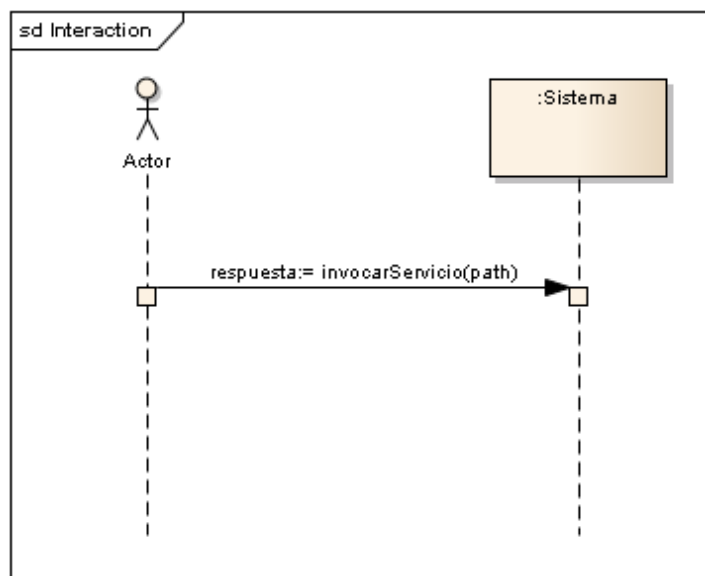 sd Interaction
:Sistema
Actor
respuesta:= invocarServicio(path)